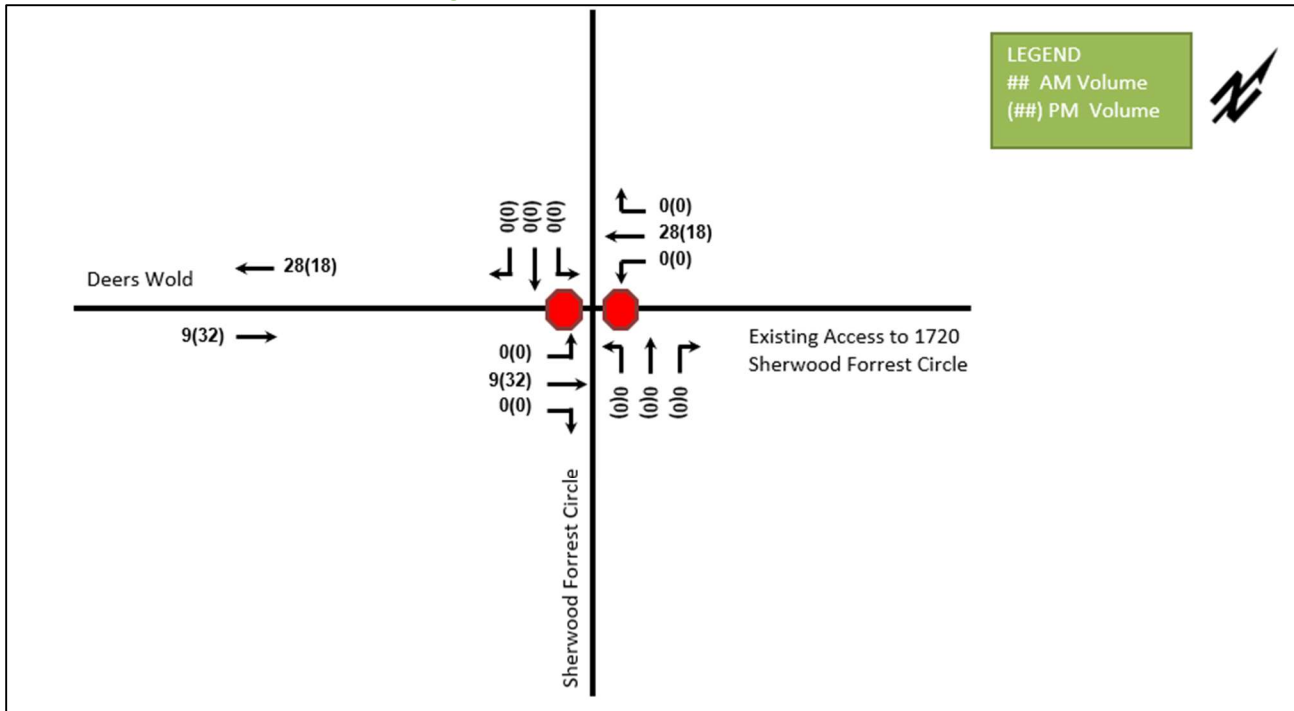 LEGEND
## AM Volume
(##) PM Volume
N
0(0)
0(0)
0(0)
0(0)
28(18)
0(0)
Deers Wold
28(18)
9(32)
0(0)
9(32)
0(0)
0(0)
0(0)
0(0)
Existing Access to 1720
Sherwood Forrest Circle
Sherwood Forrest Circle